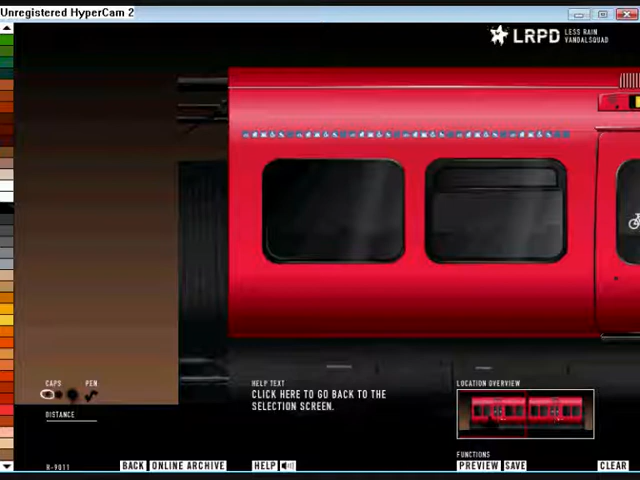 Unregistered HyperCam 2
LRPD LESS RAIN
VANDALSQUAD
CAPS PEN
DISTANCE
HELP TEXT
CLICK HERE TO GO BACK TO THE
SELECTION SCREEN.
LOCATION OVERVIEW
FUNCTIONS
K-9011
BACK ONLINE ARCHIVE HELP PREVIEW SAVE CLEAR